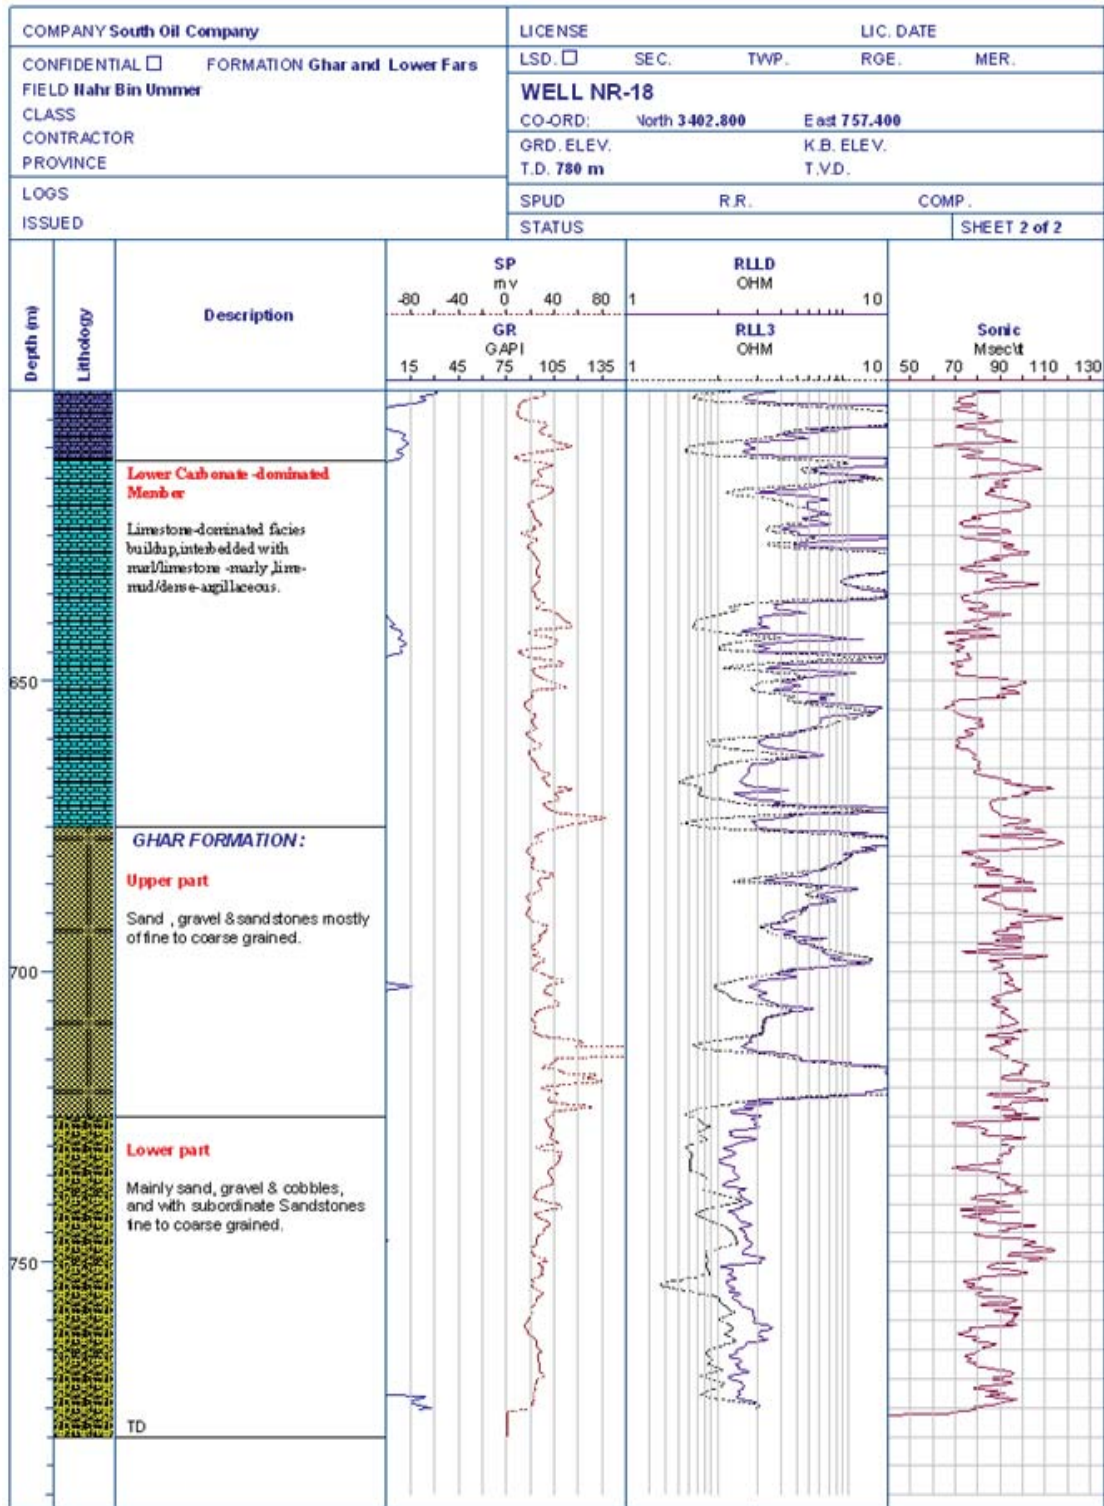 COMPANY South Oil Company
CONFIDENTIAL FORMATION Ghar and Lower Fars
FIELD Nahr Bin Ummer
CLASS
CONTRACTOR
PROVINCE
LOGS
ISSUED
LICENSE LIC. DATE
LSD. SEC. TWP. RGE. MER.
WELL NR-18
CO-ORD: North 3402.800 East 757.400
GRD. ELEV. K.B. ELEV.
T.D. 780 m T.V.D.
SPUD R.R. COMP.
STATUS SHEET 2 of 2
Depth (m)
Lithology
Description
SP
mv
-80 -40 0 40 80
GR
GAPI
15 45 75 105 135
RLLD
OHM
1 10
RLL3
OHM
1 10
Sonic
Msec\t
50 70 90 110 130
Lower Carbonate -dominated
Member
Limestone-dominated facies
buildup,interbedded with
marl/limestone -marly ,lime-
mud/dense-argillaceous.
650
GHAR FORMATION :
Upper part
Sand , gravel & sandstones mostly
of fine to coarse grained.
700
Lower part
Mainly sand, gravel & cobbles,
and with subordinate Sandstones
fine to coarse grained.
750
TD